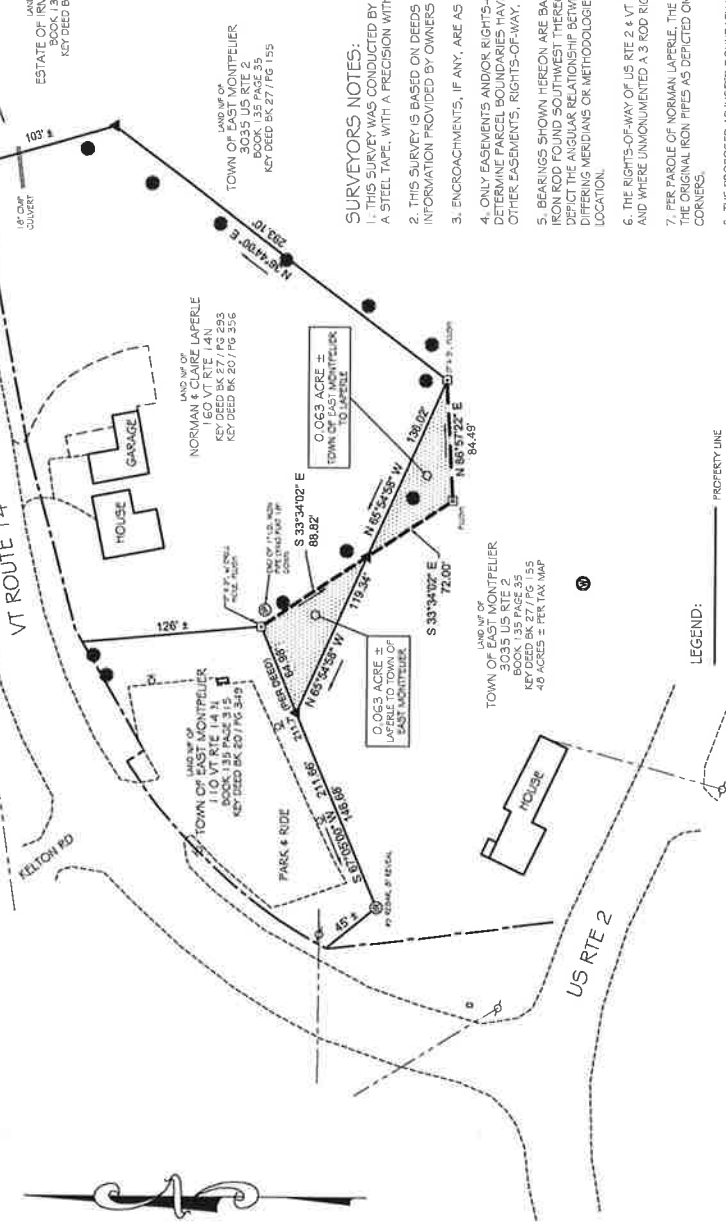 ESTATE OF IRM
BOOK 13
KEY DEED B
103' ±
18" CMP
CULVERT
LAND N/F OF
TOWN OF EAST MONTPELIER
3035 US RTE 2
BOOK 135 PAGE 35
KEY DEED BK 27 / PG 155
N 36°44'00" E
293.10'
VT ROUTE 14
GARAGE
HOUSE
LAND N/F OF
NORMAN & CLAIRE LAPERLE
160 VT RTE 14N
KEY DEED BK 27 / PG 293
KEY DEED BK 20 / PG 356
0.063 ACRE ±
TOWN OF EAST MONTPELIER
TO LAPERLE
S 33°34'02" E
88.82'
126' ±
N 65°54'58" W
138.02'
N 86°57'22" E
84.49'
S 33°34'02" E
72.00'
119.34'
N 65°54'58" W
64.98'
(PER DEED)
0.063 ACRE ±
LAPERLE TO TOWN OF
EAST MONTPELIER
LAND N/F OF
TOWN OF EAST MONTPELIER
110 VT RTE 14 N
BOOK 135 PAGE 315
KEY DEED BK 20 / PG 349
PARK & RIDE
211.66'
S 67°05'00" W
146.68'
45' ±
KELTON RD
LAND N/F OF
TOWN OF EAST MONTPELIER
3035 US RTE 2
BOOK 135 PAGE 35
KEY DEED BK 27 / PG 155
48 ACRES ± PER TAX MAP
HOUSE
US RTE 2
SURVEYORS NOTES:
1. THIS SURVEY WAS CONDUCTED BY
A STEEL TAPE, WITH A PRECISION WITH
2. THIS SURVEY IS BASED ON DEEDS
INFORMATION PROVIDED BY OWNERS
3. ENCROACHMENTS, IF ANY, ARE AS
4. ONLY EASEMENTS AND/OR RIGHTS-
DETERMINE PARCEL BOUNDARIES HAV
OTHER EASEMENTS, RIGHTS-OF-WAY,
5. BEARINGS SHOWN HEREON ARE BA
IRON ROD FOUND SOUTHWEST THERE
DEPICT THE ANGULAR RELATIONSHIP BETW
DIFFERING MERIDIANS OR METHODOLOGIE
LOCATION.
6. THE RIGHTS-OF-WAY OF US RTE 2 & VT
AND WHERE UNMONUMENTED A 3 ROD RIG
7. PER PAROLE OF NORMAN LAPERLE, THE
THE ORIGINAL IRON PIPES AS DEPICTED ON
CORNERS.
LEGEND:
PROPERTY LINE